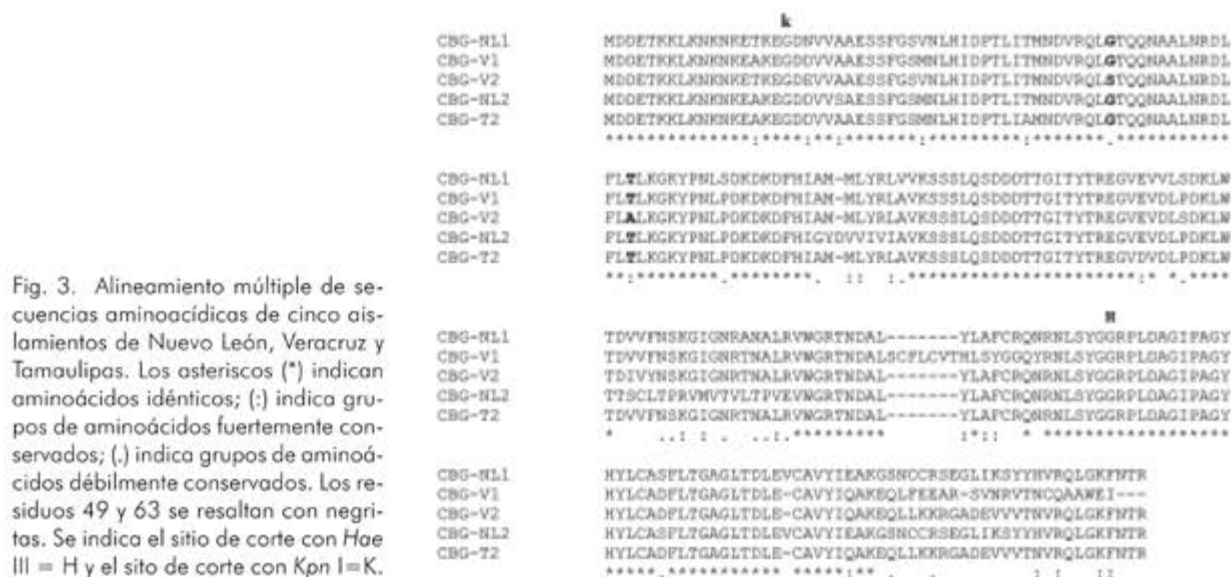 k
CBG-NL1 MDDETKKLKNKNKETKEGDNVVAAESSFGSVNLHIDPTLITMNDVRQLGTQQNAALNRDL
CBG-V1 MDDETKKLKNKNKEAKEGDDVVAAESSFGSMNLHIDPTLITMNDVRQLGTQQNAALNRDL
CBG-V2 MDDETKKLKNKNKETKEGDEVVAAESSFGSMNLHIDPTLITMNDVRQLSTQQNAALNRDL
CBG-NL2 MDDETKKLKNKNKEAKEGDDVVSAESSFGSMNLHIDPTLITMNDVRQLGTQQNAALNRDL
CBG-T2 MDDETKKLKNKNKEAKEGDDVVAAESSFGSMNLHIDPTLIAMNDVRQLGTQQNAALNRDL
CBG-NL1 FLTLKGKYPNLSDKDKDFHIAM-MLYRLVVKSSSLQSDDDTTGITYTREGVEVVLSDKLW
CBG-V1 FLTLKGKYPNLPDKDKDFHIAM-MLYRLAVKSSSLQSDDDTTGITYTREGVEVDLPDKLW
CBG-V2 FLALKGKYPNLPDKDKDFHIAM-MLYRLAVKSSSLQSDDDTTGITYTREGVEVDLSDKLW
CBG-NL2 FLTLKGKYPNLPDKDKDFHIGYDVVIVIAVKSSSLQSDDDTTGITYTREGVEVDLPDKLW
CBG-T2 FLTLKGKYPNLPDKDKDFHIAM-MLYRLAVKSSSLQSDDDTTGITYTREGVDVDLPDKLW
H
CBG-NL1 TDVVFNSKGIGNRANALRVWGRTNDAL-------YLAFCRQNRNLSYGGRPLDAGIPAGY
CBG-V1 TDVVFNSKGIGNRTNALRVWGRTNDALSCFLCVTHLSYGGQYRNLSYGGRPLDAGIPAGY
CBG-V2 TDIVYNSKGIGNRTNALRVWGRTNDAL-------YLAFCRQNRNLSYGGRPLDAGIPAGY
CBG-NL2 TTSCLTPRVMVTVLTPVEVWGRTNDAL-------YLAFCRQNRNLSYGGRPLDAGIPAGY
CBG-T2 TDVVFNSKGIGNRTNALRVWGRTNDAL-------YLAFCRQNRNLSYGGRPLDAGIPAGY
CBG-NL1 HYLCASFLTGAGLTDLEVCAVYIEAKGSNCCRSEGLIKSYYHVRQLGKFNTR
CBG-V1 HYLCADFLTGAGLTDLE-CAVYIQAKEQLFEEAR-SVNRVTNCQAAWEI---
CBG-V2 HYLCADFLTGAGLTDLE-CAVYIQAKEQLLKKRGADEVVVTNVRQLGKFNTR
CBG-NL2 HYLCASFLTGAGLTDLEVCAVYIEAKGSNCCRSEGLIKSYYHVRQLGKFNTR
CBG-T2 HYLCADFLTGAGLTDLE-CAVYIQAKEQLLKKRGADEVVVTNVRQLGKFNTR
Fig. 3. Alineamiento múltiple de se-
cuencias aminoacídicas de cinco ais-
lamientos de Nuevo León, Veracruz y
Tamaulipas. Los asteriscos (*) indican
aminoácidos idénticos; (:) indica gru-
pos de aminoácidos fuertemente con-
servados; (.) indica grupos de aminoá-
cidos débilmente conservados. Los re-
siduos 49 y 63 se resaltan con negri-
tas. Se indica el sitio de corte con Hae
III = H y el sito de corte con Kpn I=K.